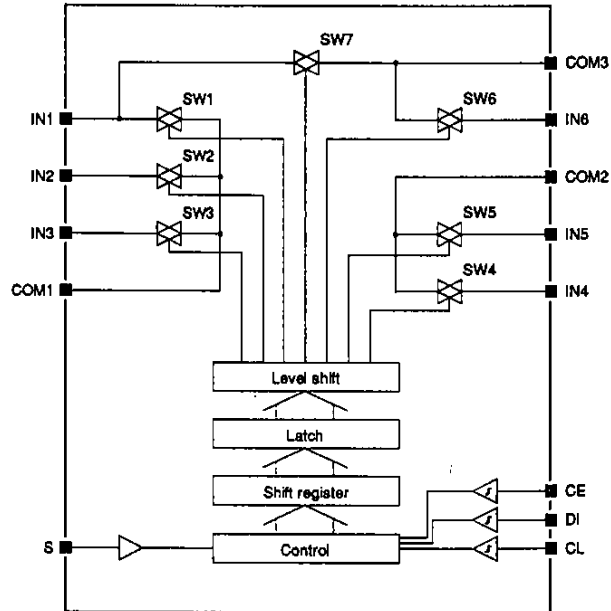 SW7
COM3
SW1
SW6
IN1
IN6
SW2
IN2
COM2
SW3
SW5
IN3
IN5
SW4
COM1
IN4
Level shift
Latch
Shift register
CE
DI
S
Control
CL